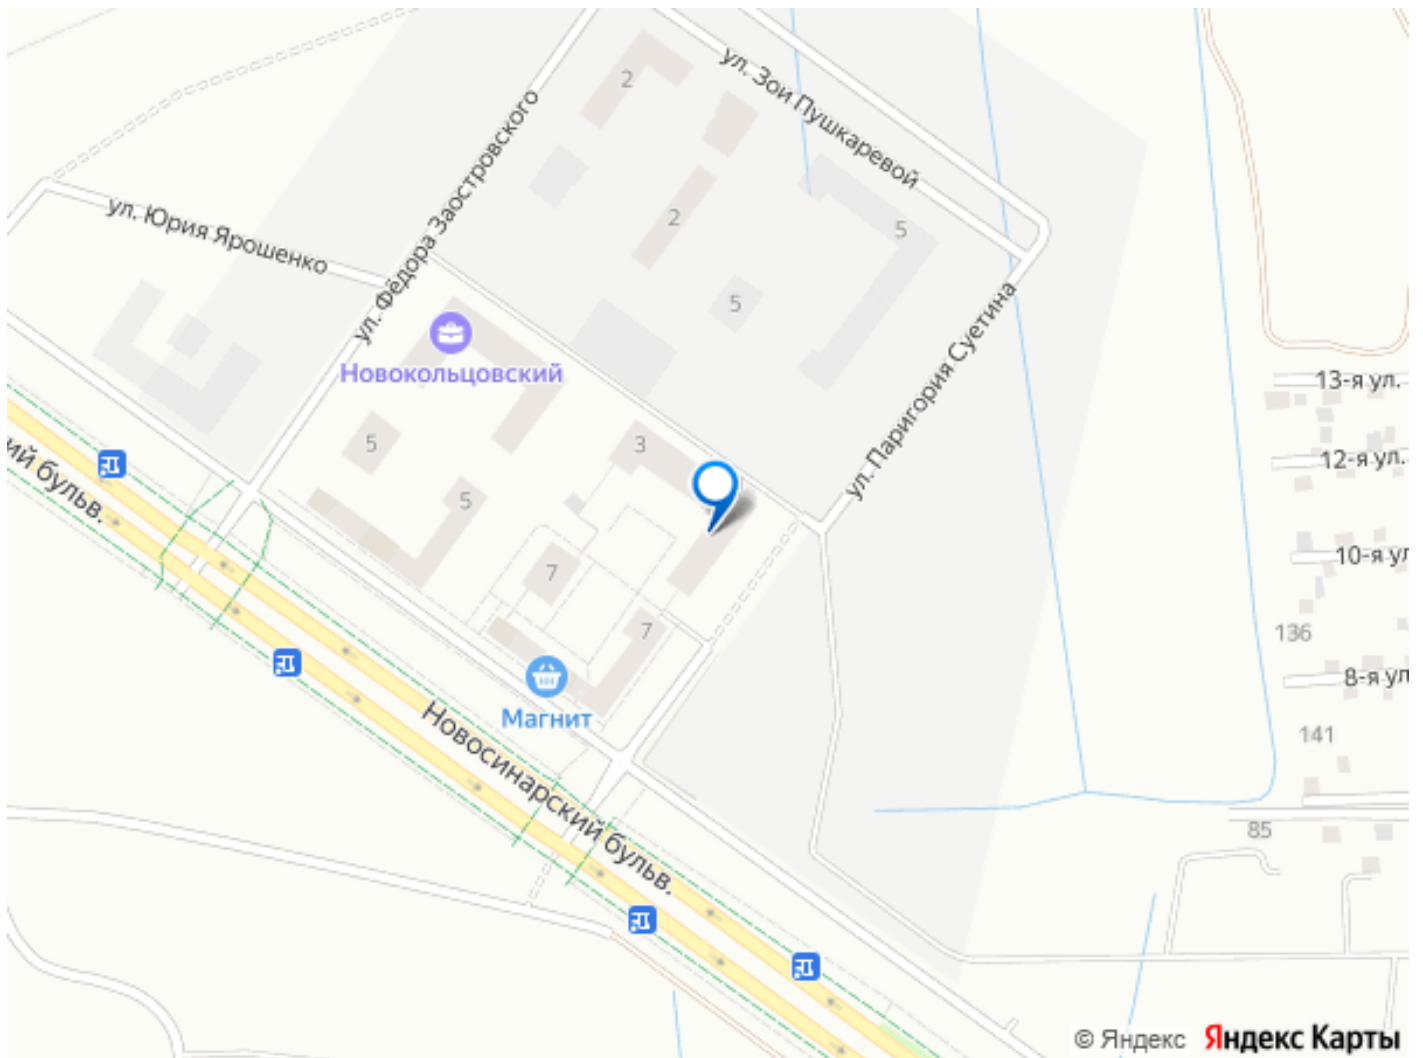 2
ул. Зои Пушкаревой
2
5
ул. Фёдора Заостровского
ул. Юрия Ярошенко
5
ул. Паригория Суетина
Новокольцовский
13-я ул.
5
3
12-я ул.
ий бульв.
5
10-я ул
7
7
136
8-я ул
Магнит
Новосинарский бульв.
141
85
© Яндекс Яндекс Карты